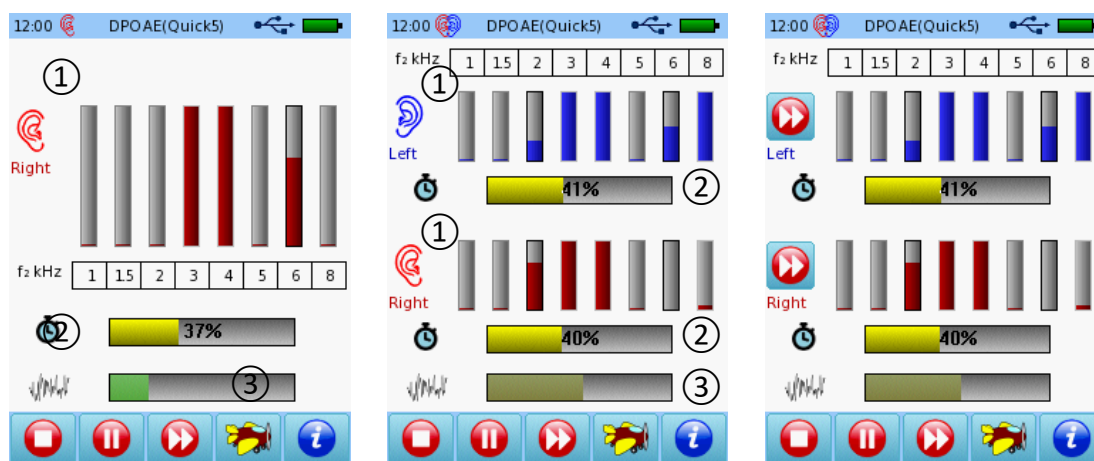 12:00 DPOAE(Quick5)
①
Right
f₂ kHz 1 1.5 2 3 4 5 6 8
② 37%
③
12:00 DPOAE(Quick5)
f₂ kHz 1 1.5 2 3 4 5 6 8
①
Left
41% ②
①
Right
40% ②
③
12:00 DPOAE(Quick5)
f₂ kHz 1 1.5 2 3 4 5 6 8
Left
41%
Right
40%